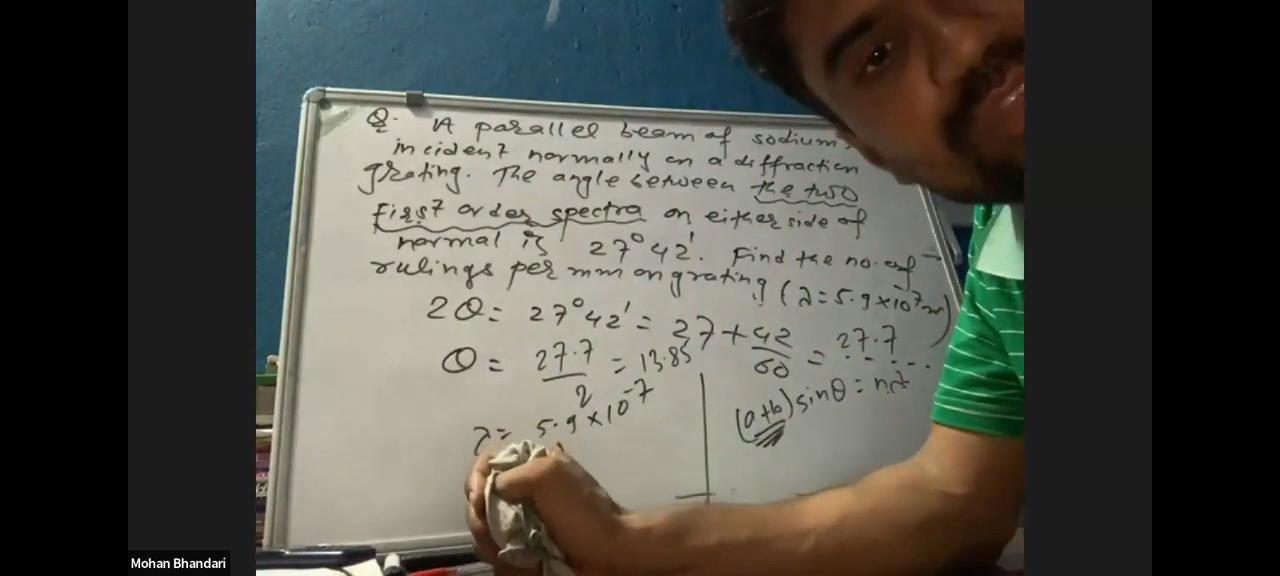 Q. A parallel beam of sodium
incident normally on a diffraction
grating. The angle between the two
first order spectra on either side of
normal is 27° 42'. Find the no. of
rulings per mm on grating? (λ = 5.9 × 10⁻⁷ m)
2θ = 27° 42' = 27 + 42/60 = 27.7
θ = 27.7/2 = 13.85
(a+b) sinθ = nλ
λ = 5.9 × 10⁻⁷
Mohan Bhandari